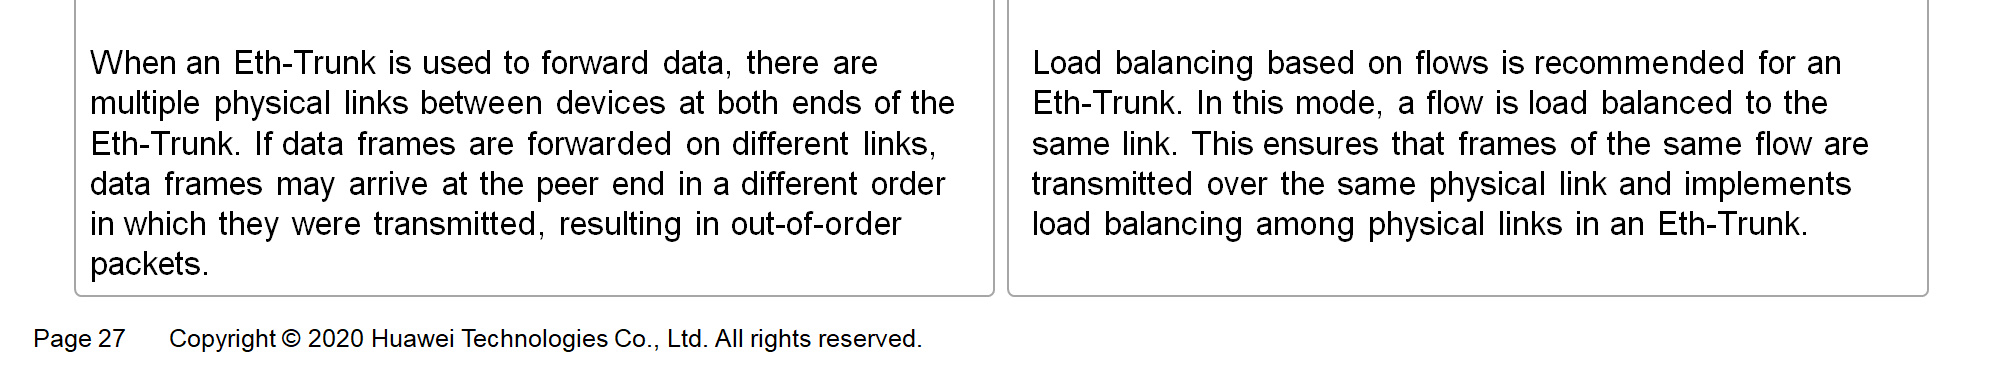 When an Eth-Trunk is used to forward data, there are
multiple physical links between devices at both ends of the
Eth-Trunk. If data frames are forwarded on different links,
data frames may arrive at the peer end in a different order
in which they were transmitted, resulting in out-of-order
packets.
Load balancing based on flows is recommended for an
Eth-Trunk. In this mode, a flow is load balanced to the
same link. This ensures that frames of the same flow are
transmitted over the same physical link and implements
load balancing among physical links in an Eth-Trunk.
Page 27 Copyright © 2020 Huawei Technologies Co., Ltd. All rights reserved.